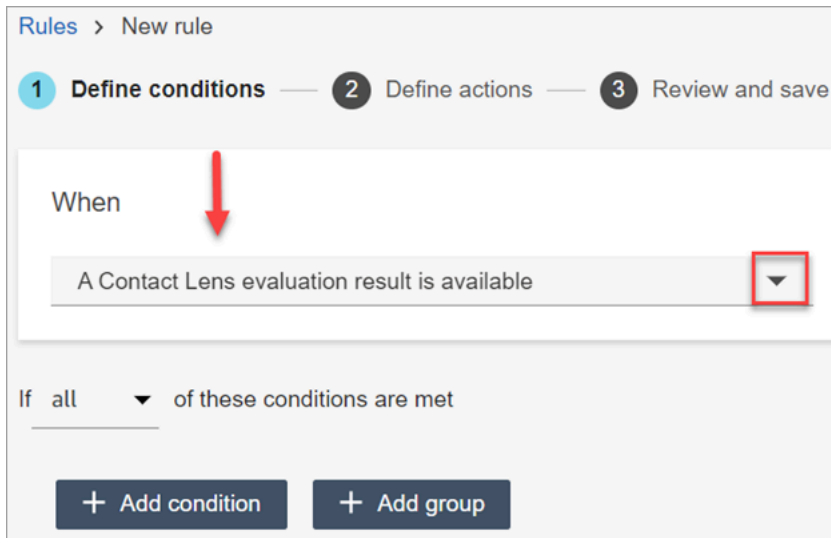 Rules > New rule
1 Define conditions 2 Define actions 3 Review and save
When
A Contact Lens evaluation result is available
If all of these conditions are met
+ Add condition + Add group